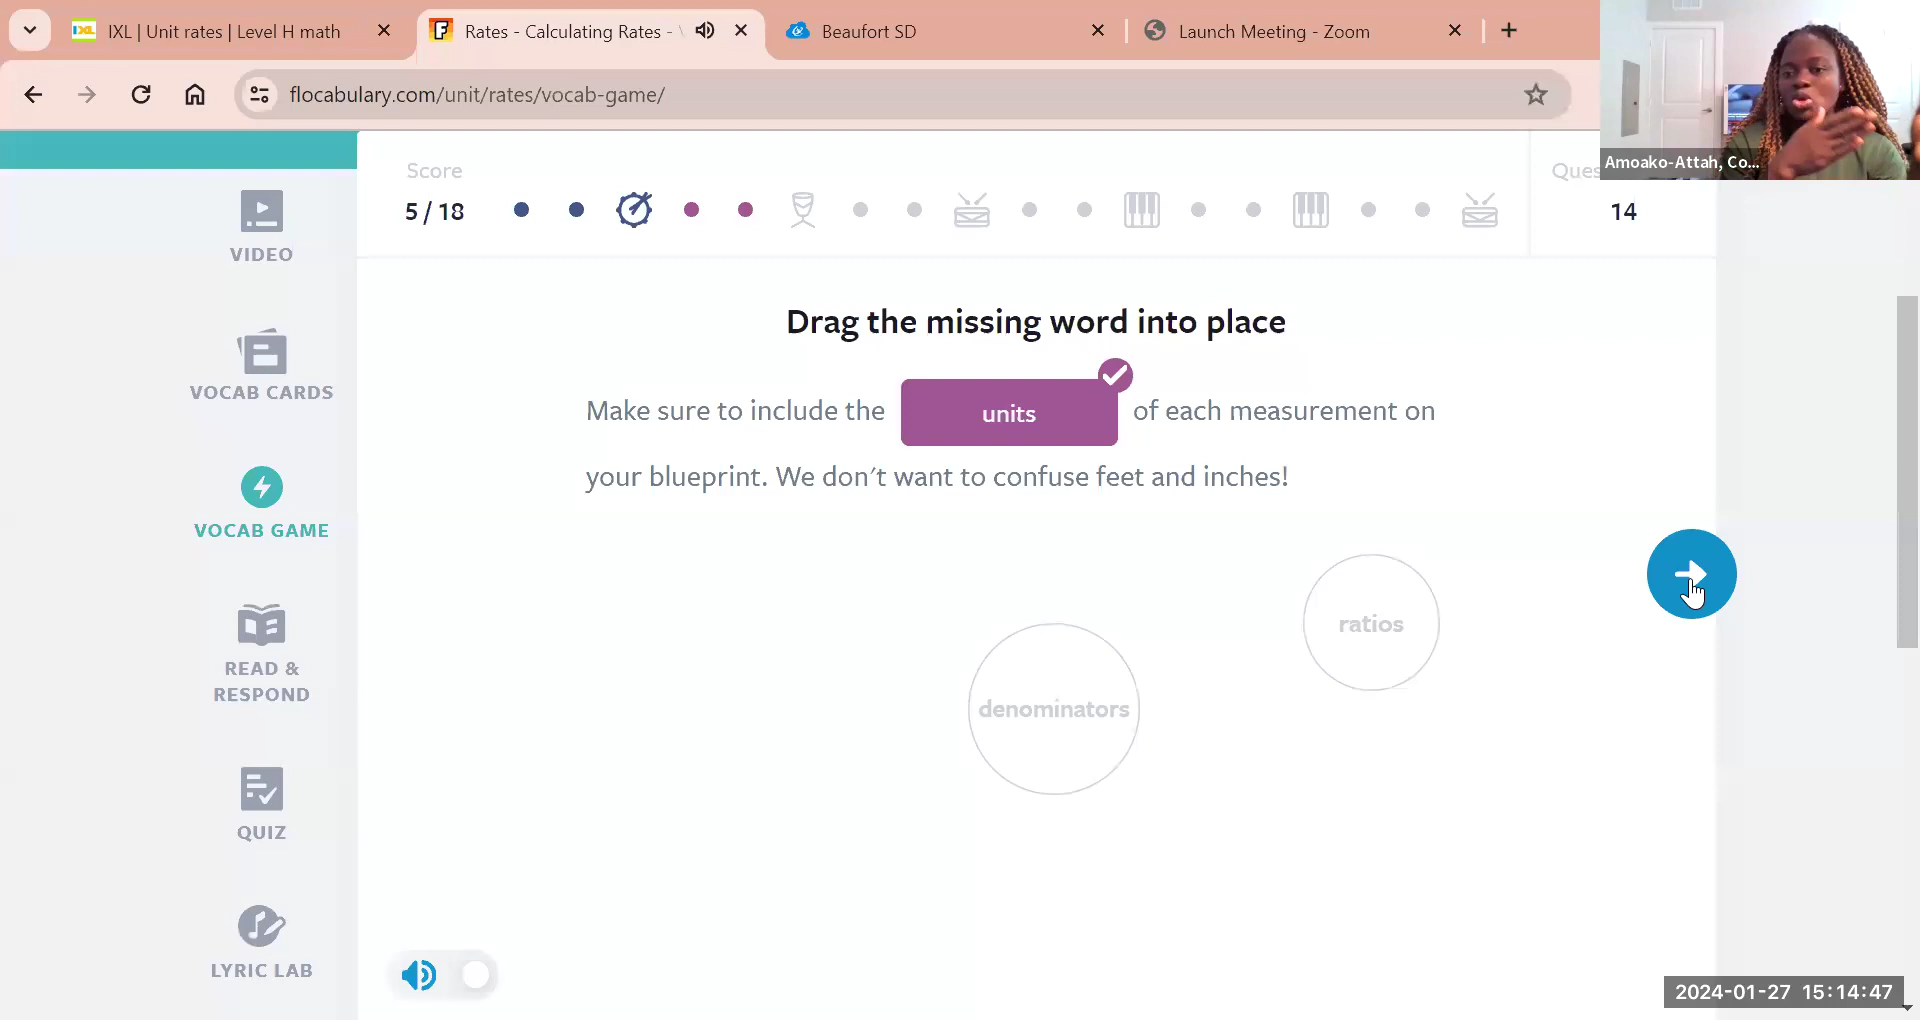 IXL | Unit rates | Level H math
Rates - Calculating Rates -
Beaufort SD
Launch Meeting - Zoom
flocabulary.com/unit/rates/vocab-game/
Amoako-Attah, Co...
Score
5 / 18
Ques
14
VIDEO
VOCAB CARDS
VOCAB GAME
READ &
RESPOND
QUIZ
LYRIC LAB
Drag the missing word into place
Make sure to include the units of each measurement on
your blueprint. We don't want to confuse feet and inches!
ratios
denominators
2024-01-27 15:14:47